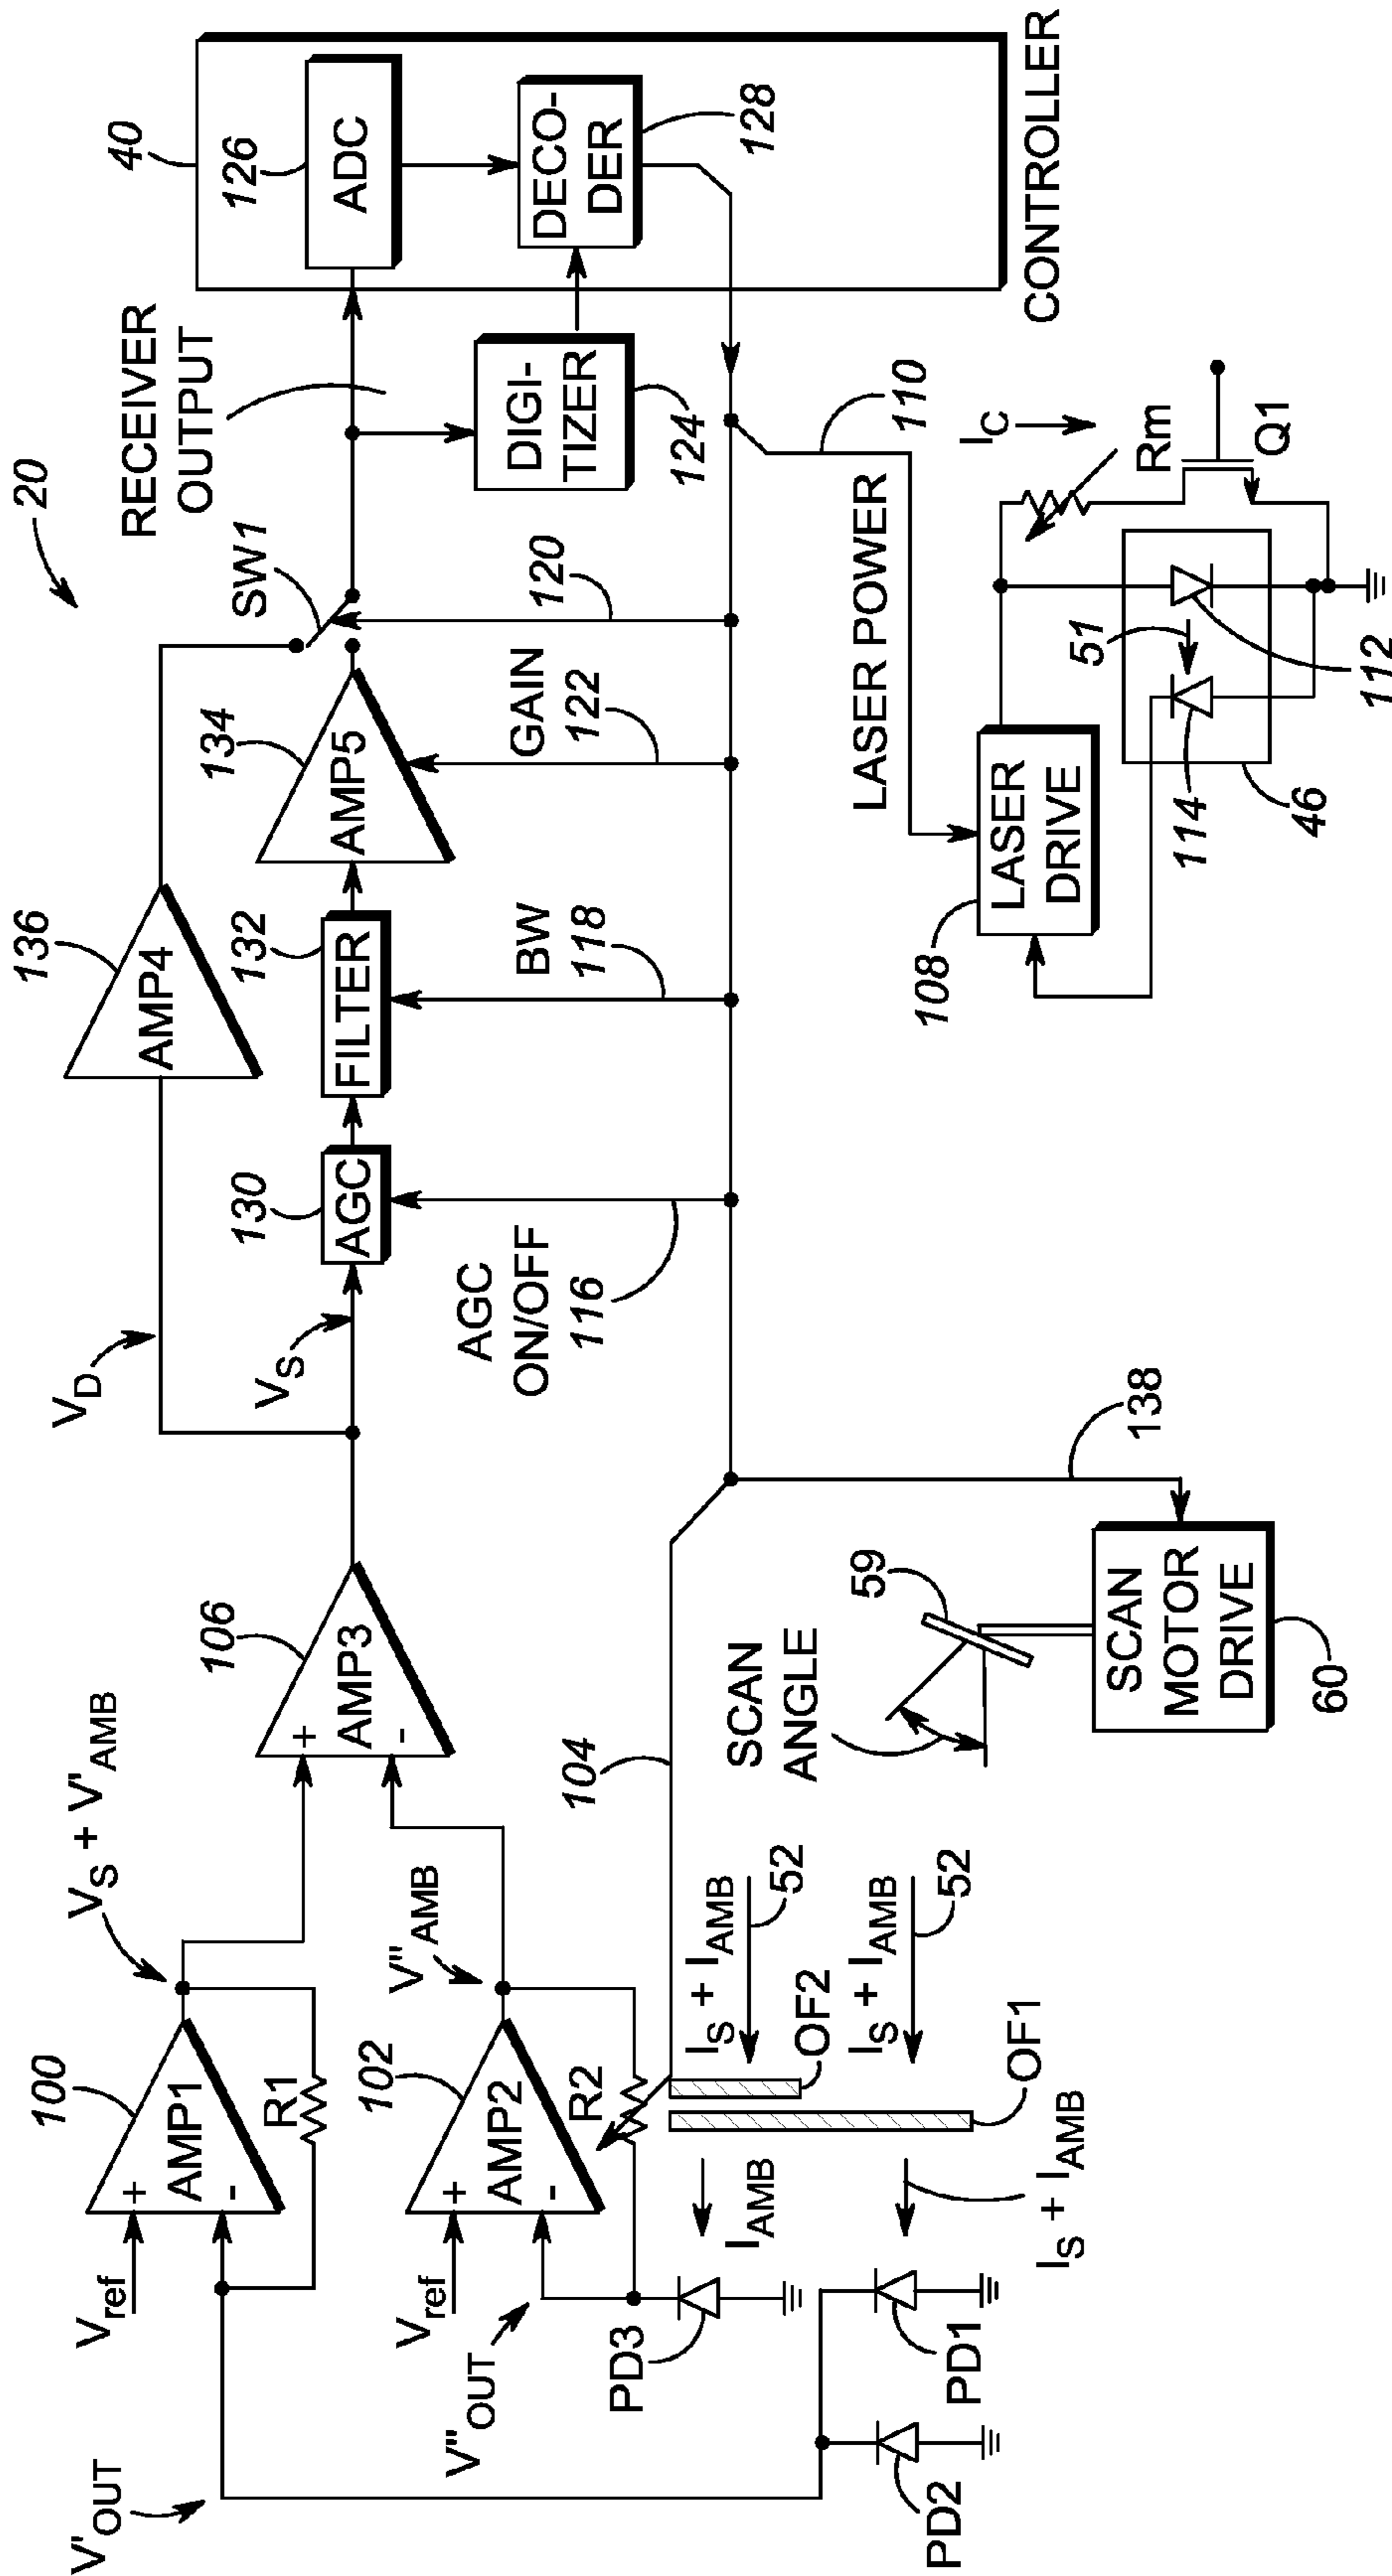 20
40
126
ADC
DECO-
DER
128
CONTROLLER
RECEIVER
OUTPUT
DIGI-
TIZER
124
SW1
120
136
AMP4
134
AMP5
GAIN
122
132
FILTER
BW
118
130
AGC
AGC
ON/OFF
116
V_D
V_S
106
+
AMP3
-
V_S + V'_AMB
100
V_ref
+
AMP1
-
R1
V'_OUT
V''_AMB
102
V_ref
+
AMP2
-
R2
V''_OUT
PD3
PD1
PD2
104
I_S + I_AMB
52
OF2
I_S + I_AMB
52
OF1
I_AMB
I_S + I_AMB
SCAN
ANGLE
59
138
SCAN
MOTOR
DRIVE
60
LASER POWER
110
LASER
DRIVE
108
I_C
Rm
Q1
51
112
114
46